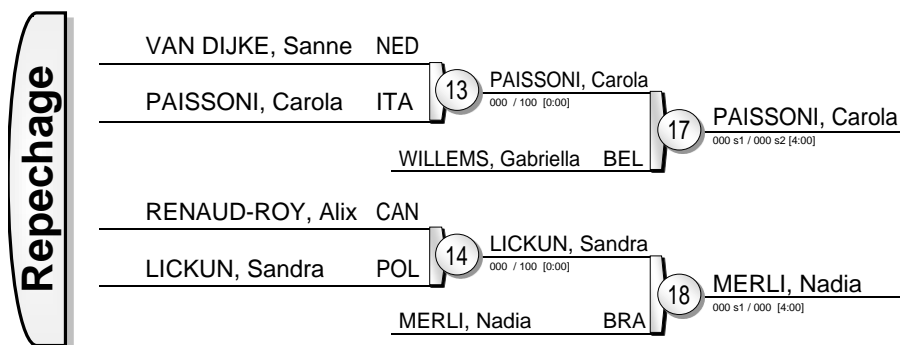 Repechage
VAN DIJKE, Sanne NED
PAISSONI, Carola ITA
13
PAISSONI, Carola
000 / 100 [0:00]
WILLEMS, Gabriella BEL
17
PAISSONI, Carola
000 s1 / 000 s2 [4:00]
RENAUD-ROY, Alix CAN
LICKUN, Sandra POL
14
LICKUN, Sandra
000 / 100 [0:00]
MERLI, Nadia BRA
18
MERLI, Nadia
000 s1 / 000 [4:00]